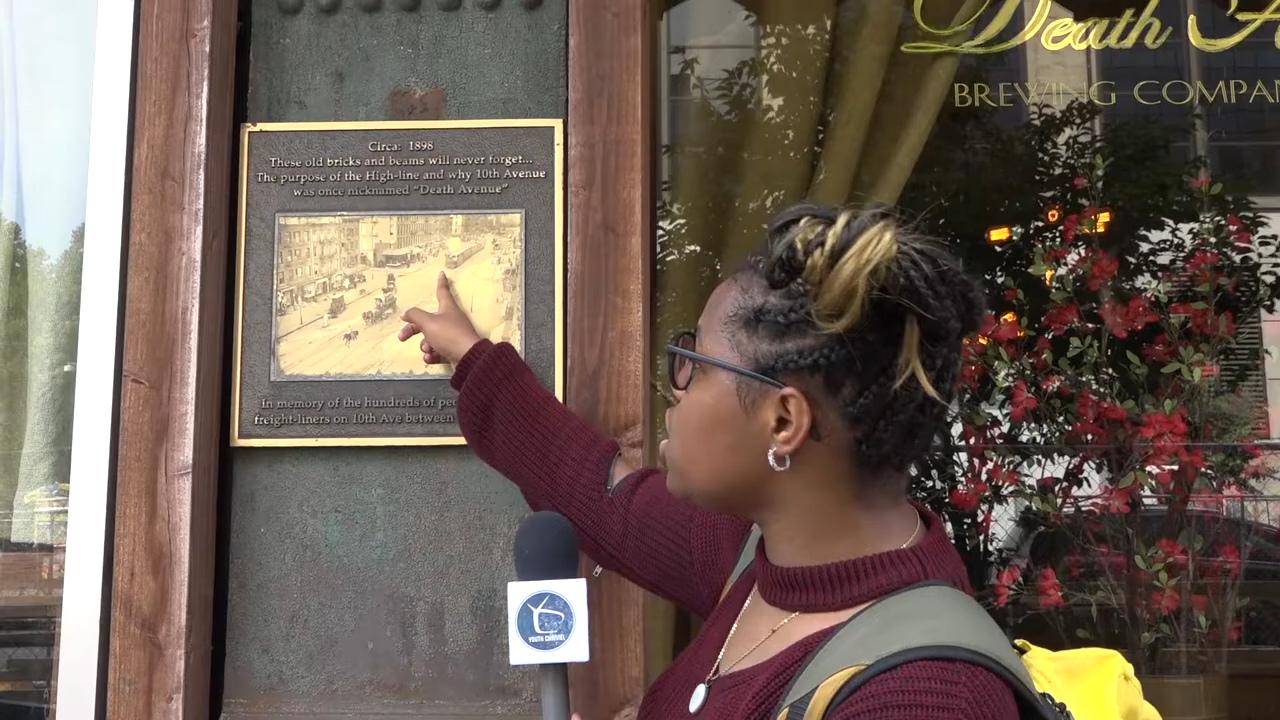 Circa: 1898
These old bricks and beams will never forget...
The purpose of the High-line and why 10th Avenue
was once nicknamed "Death Avenue"
In memory of the hundreds of
freight-liners on 10th Ave between
Death
BREWING
YOUTH CHANNEL